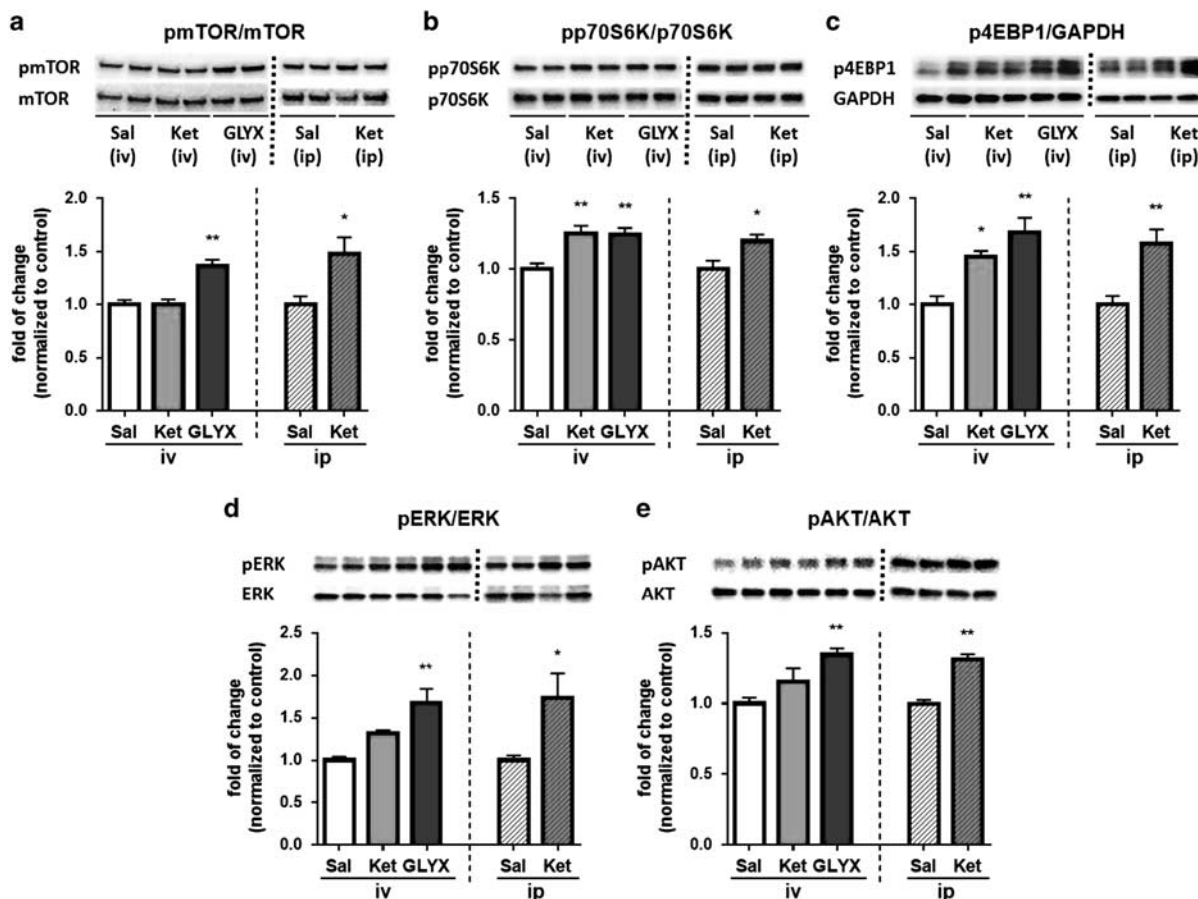 a
pmTOR/mTOR
pmTOR
mTOR
Sal Ket GLYX Sal Ket
(iv) (iv) (iv) (ip) (ip)
fold of change
(normalized to control)
2.0
1.5
1.0
0.5
0.0
**
*
Sal Ket GLYX Sal Ket
iv ip
b
pp70S6K/p70S6K
pp70S6K
p70S6K
Sal Ket GLYX Sal Ket
(iv) (iv) (iv) (ip) (ip)
fold of change
(normalized to control)
1.5
1.0
0.5
0.0
** **
*
Sal Ket GLYX Sal Ket
iv ip
c
p4EBP1/GAPDH
p4EBP1
GAPDH
Sal Ket GLYX Sal Ket
(iv) (iv) (iv) (ip) (ip)
fold of change
(normalized to control)
2.0
1.5
1.0
0.5
0.0
*
**
**
Sal Ket GLYX Sal Ket
iv ip
d
pERK/ERK
pERK
ERK
fold of change
(normalized to control)
2.5
2.0
1.5
1.0
0.5
0.0
**
*
Sal Ket GLYX Sal Ket
iv ip
e
pAKT/AKT
pAKT
AKT
fold of change
(normalized to control)
1.5
1.0
0.5
0.0
** **
Sal Ket GLYX Sal Ket
iv ip